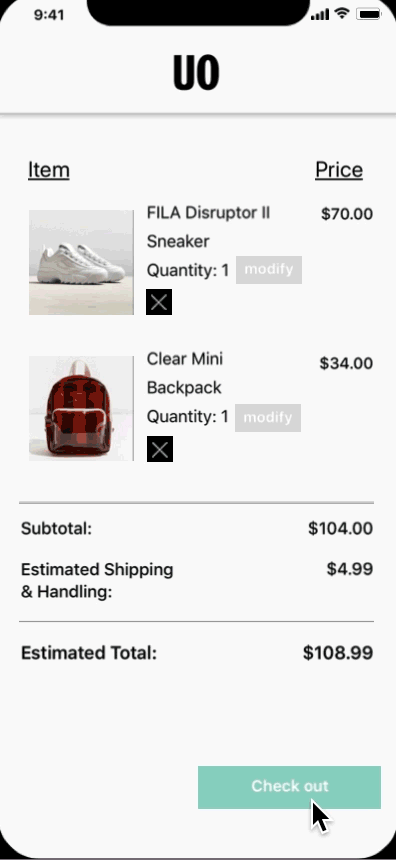 9:41
UO
Item Price
FILA Disruptor II $70.00
Sneaker
Quantity: 1 modify
Clear Mini $34.00
Backpack
Quantity: 1 modify
Subtotal: $104.00
Estimated Shipping $4.99
& Handling:
Estimated Total: $108.99
Check out